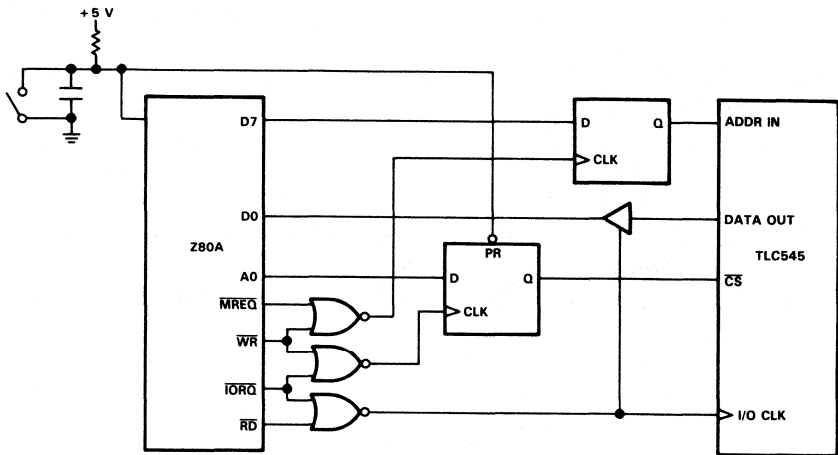 +5 V
D7
D
Q
ADDR IN
CLK
D0
DATA OUT
Z80A
PR
TLC545
A0
D
Q
CS
MREQ
CLK
WR
IORQ
I/O CLK
RD